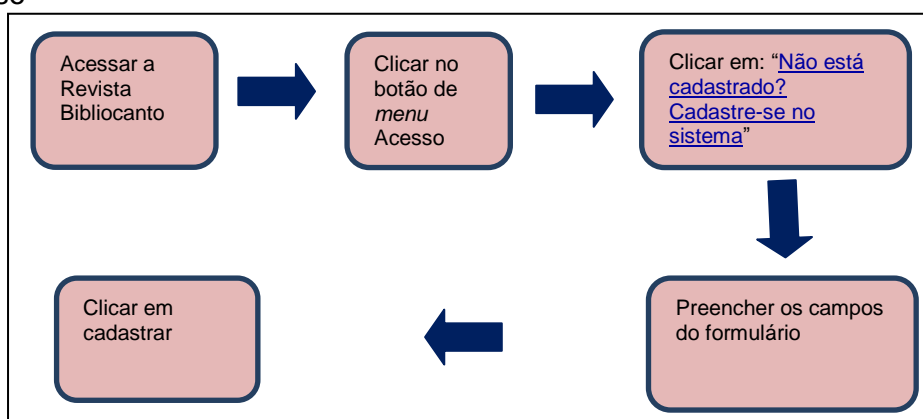 Acessar a
Revista
Bibliocanto
Clicar no
botão de
menu
Acesso
Clicar em: “Não está
cadastrado?
Cadastre-se no
sistema”
Preencher os campos
do formulário
Clicar em
cadastrar